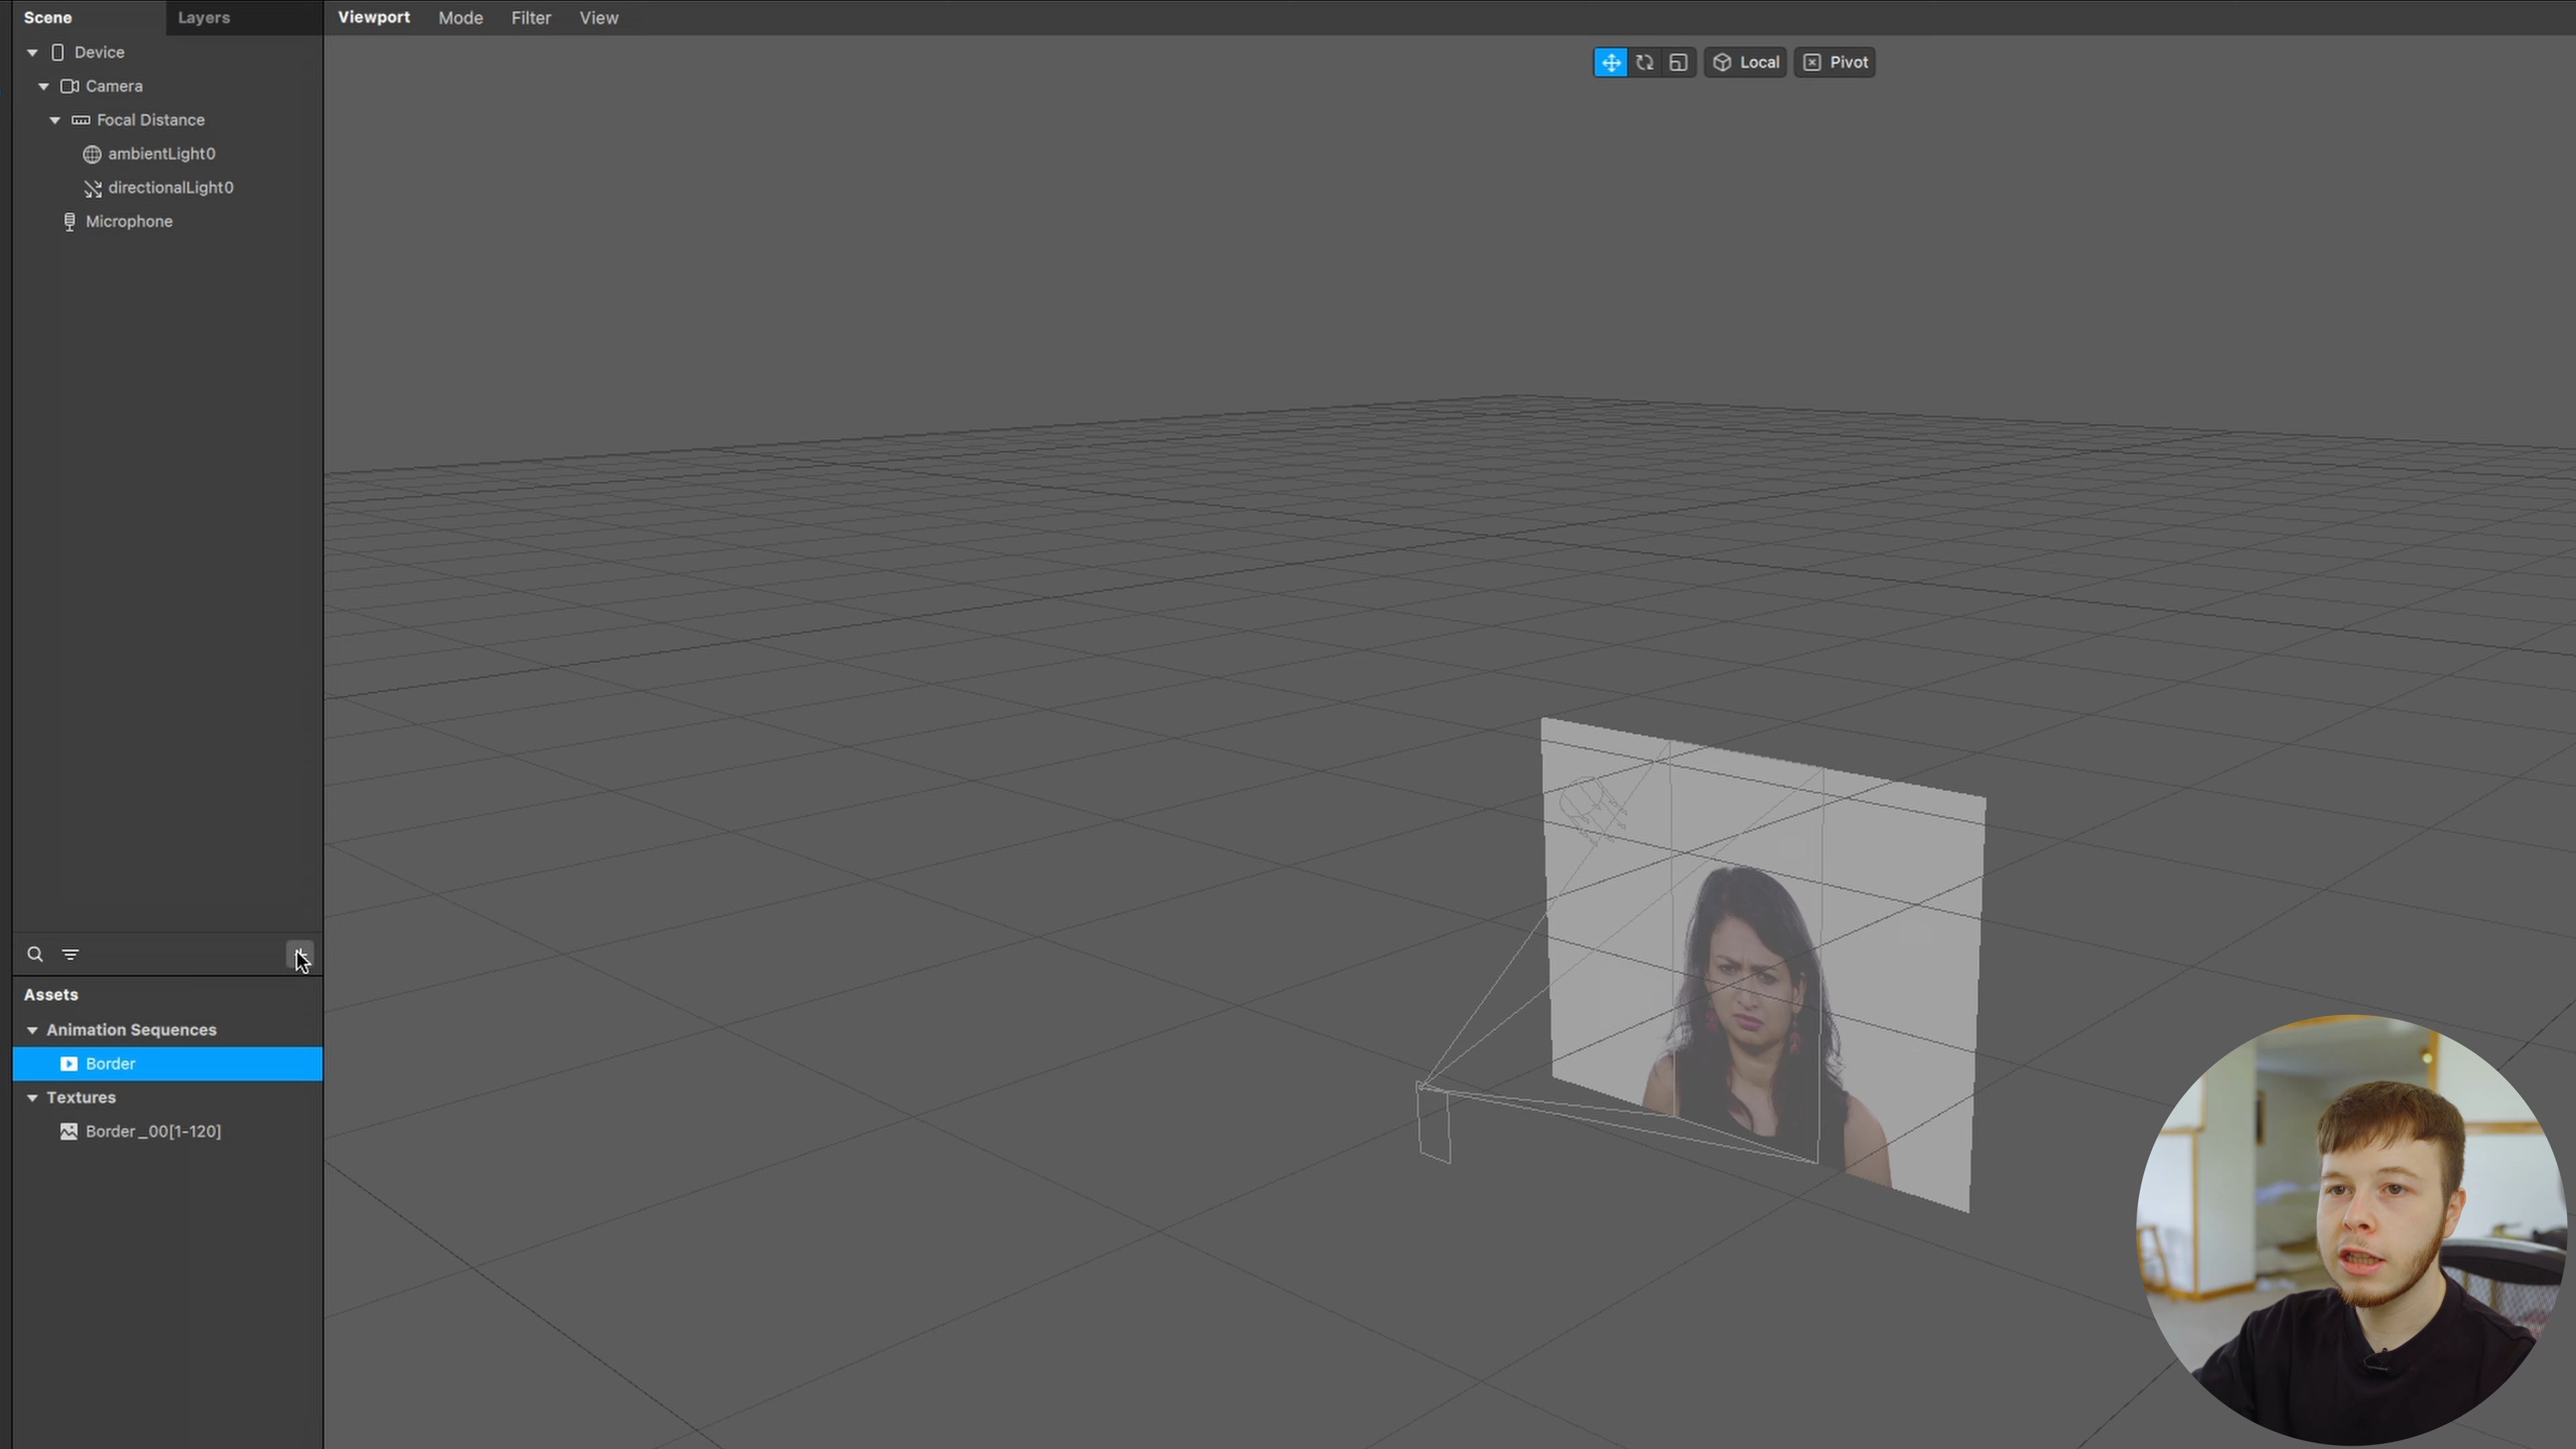 Scene
Layers
Viewport
Mode
Filter
View
Device
Local
Pivot
Camera
Focal Distance
ambientLight0
directionalLight0
Microphone
Assets
Animation Sequences
Border
Textures
Border_00[1-120]